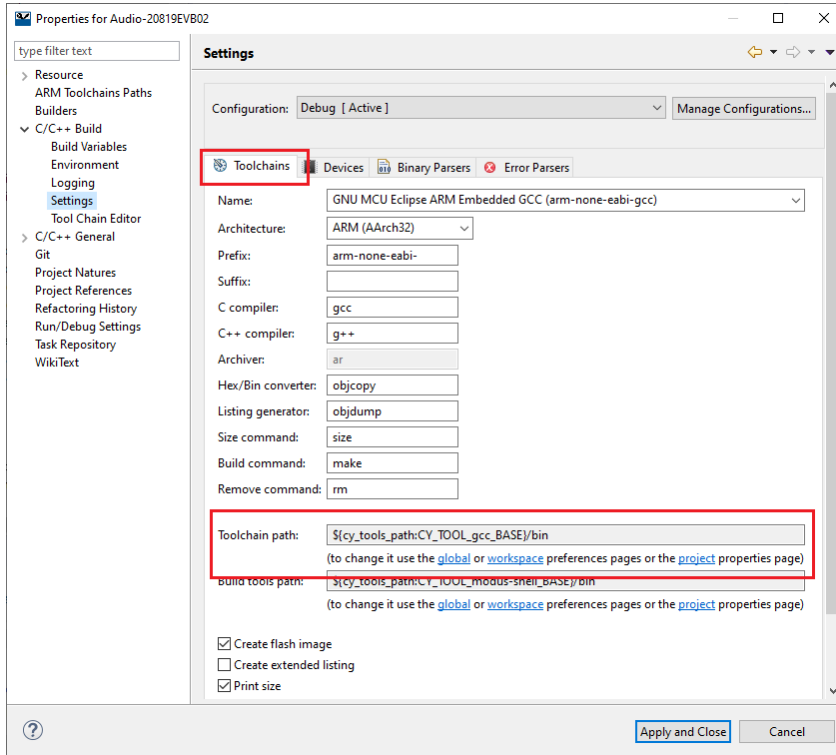 Properties for Audio-20819EVB02
type filter text
Resource
ARM Toolchains Paths
Builders
C/C++ Build
Build Variables
Environment
Logging
Settings
Tool Chain Editor
C/C++ General
Git
Project Natures
Project References
Refactoring History
Run/Debug Settings
Task Repository
WikiText
Settings
Configuration: Debug [ Active ] Manage Configurations...
Toolchains Devices Binary Parsers Error Parsers
Name: GNU MCU Eclipse ARM Embedded GCC (arm-none-eabi-gcc)
Architecture: ARM (AArch32)
Prefix: arm-none-eabi-
Suffix:
C compiler: gcc
C++ compiler: g++
Archiver: ar
Hex/Bin converter: objcopy
Listing generator: objdump
Size command: size
Build command: make
Remove command: rm
Toolchain path: ${cy_tools_path:CY_TOOL_gcc_BASE}/bin
(to change it use the global or workspace preferences pages or the project properties page)
Build tools path: ${cy_tools_path:CY_TOOL_modus-shell_BASE}/bin
(to change it use the global or workspace preferences pages or the project properties page)
Create flash image
Create extended listing
Print size
Apply and Close Cancel